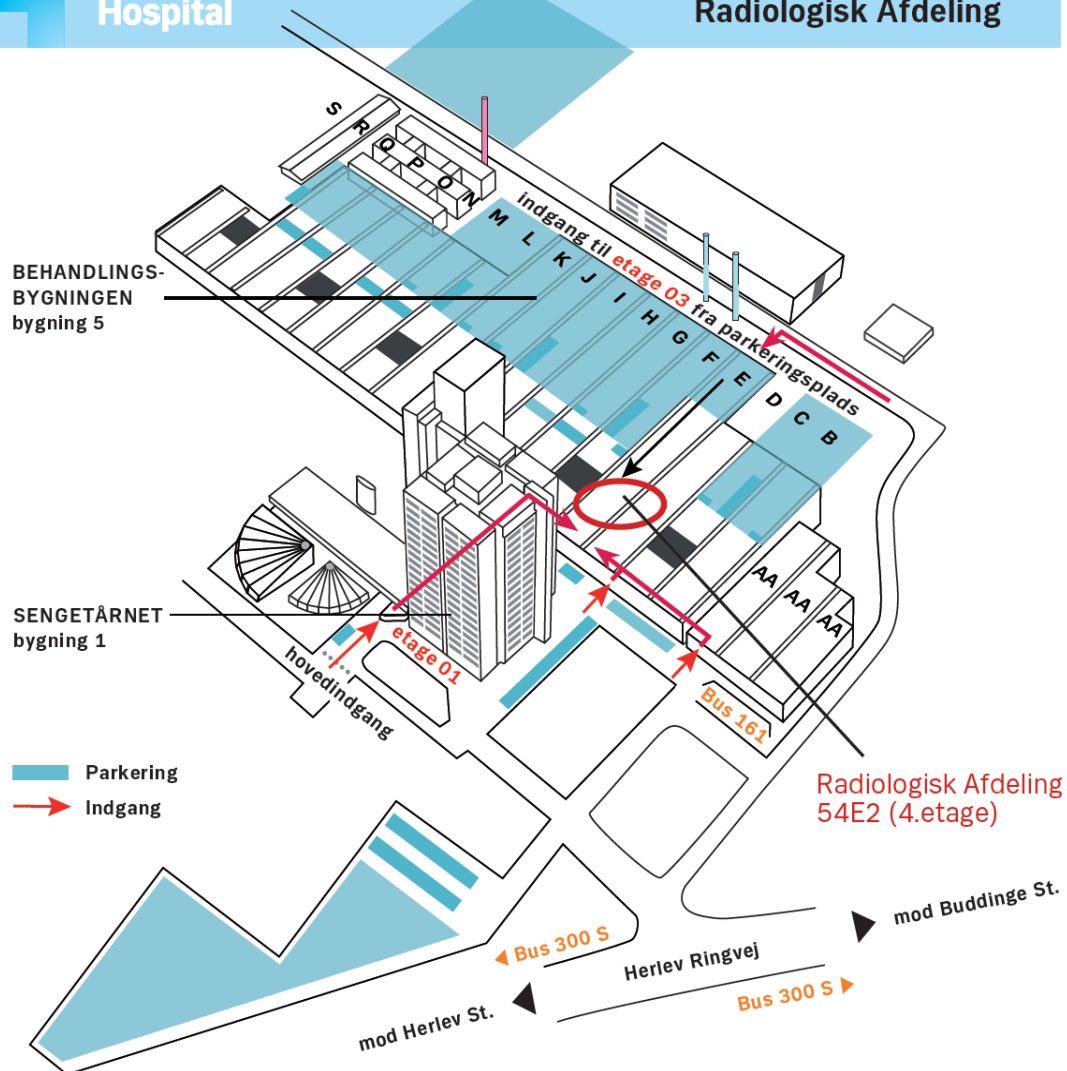 Hospital
Radiologisk Afdeling
S
R
Q
P
O
N
M
L
K
J
I
H
G
F
E
D
C
B
indgang til etage 03 fra parkeringsplads
BEHANDLINGS-
BYGNINGEN
bygning 5
AA
AA
AA
SENGETÅRNET
bygning 1
etage 01
hovedindgang
Bus 161
Parkering
Indgang
Radiologisk Afdeling
54E2 (4.etage)
mod Buddinge St.
Bus 300 S
Herlev Ringvej
Bus 300 S
mod Herlev St.